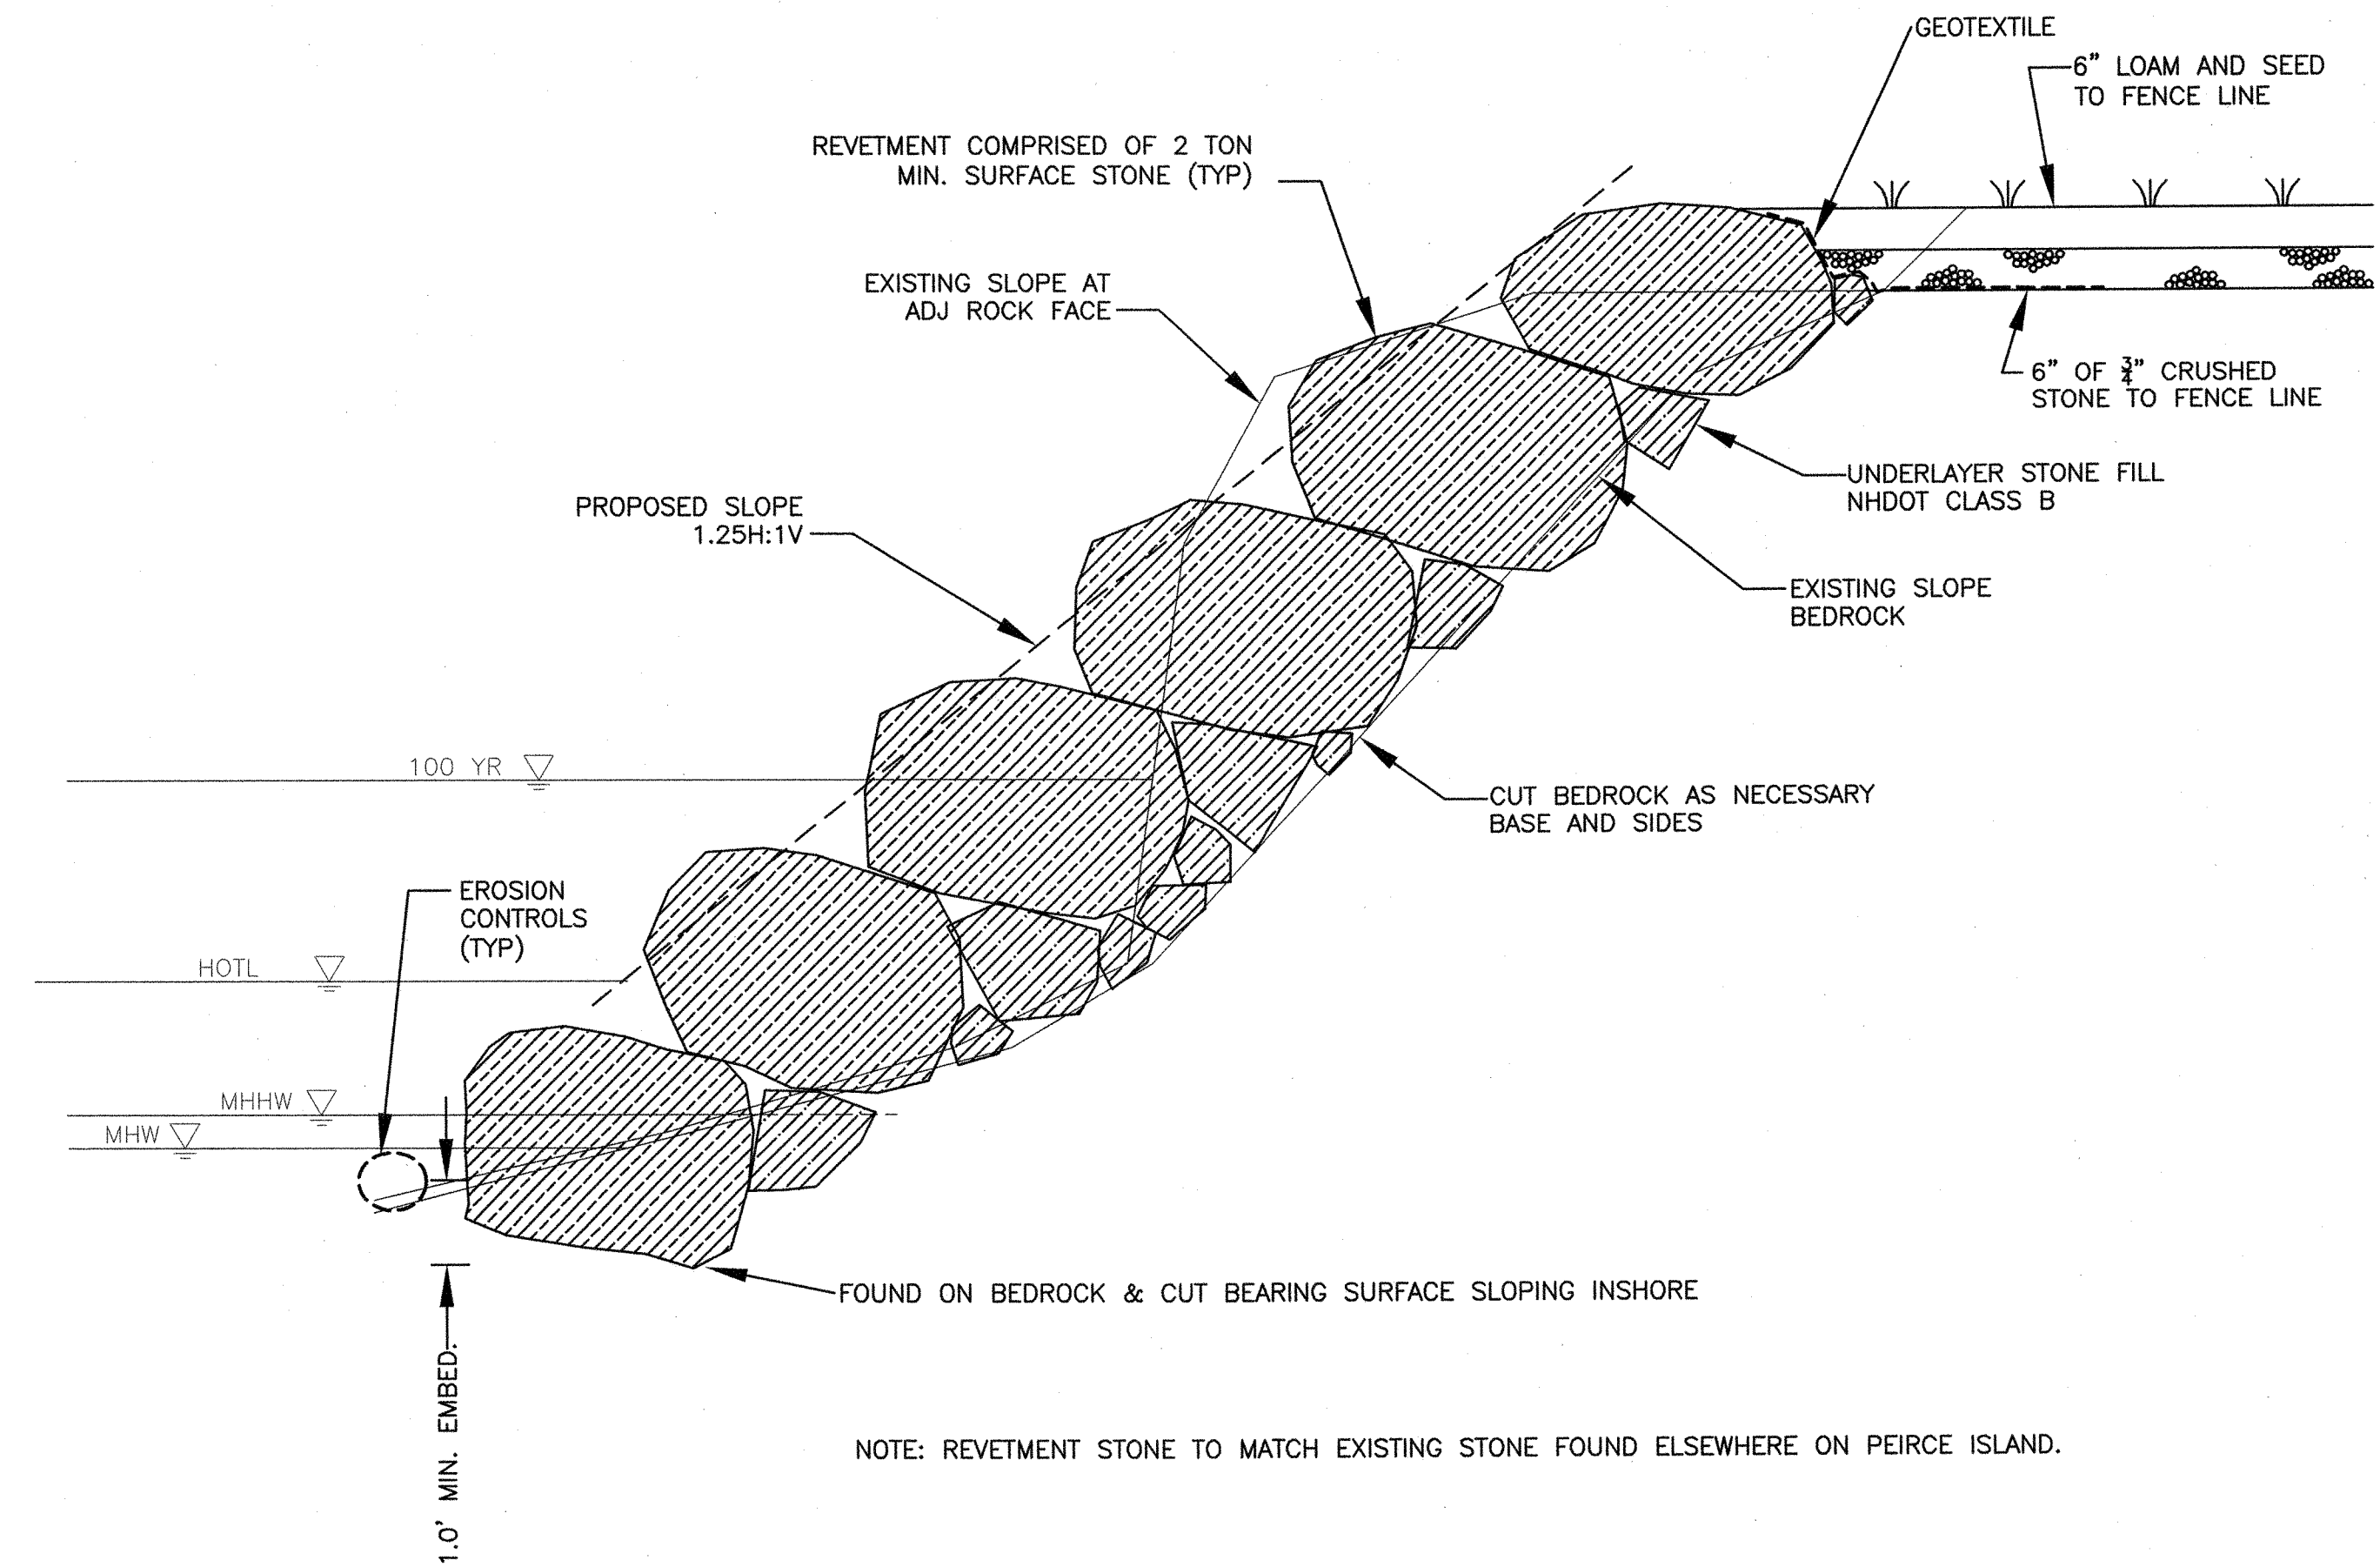 GEOTEXTILE
6" LOAM AND SEED
TO FENCE LINE
REVETMENT COMPRISED OF 2 TON
MIN. SURFACE STONE (TYP)
EXISTING SLOPE AT
ADJ ROCK FACE
6" OF 3/4" CRUSHED
STONE TO FENCE LINE
UNDERLAYER STONE FILL
NHDOT CLASS B
PROPOSED SLOPE
1.25H:1V
EXISTING SLOPE
BEDROCK
100 YR
CUT BEDROCK AS NECESSARY
BASE AND SIDES
EROSION
CONTROLS
(TYP)
HOTL
MHHW
MHW
FOUND ON BEDROCK & CUT BEARING SURFACE SLOPING INSHORE
1.0' MIN. EMBED.
NOTE: REVETMENT STONE TO MATCH EXISTING STONE FOUND ELSEWHERE ON PEIRCE ISLAND.